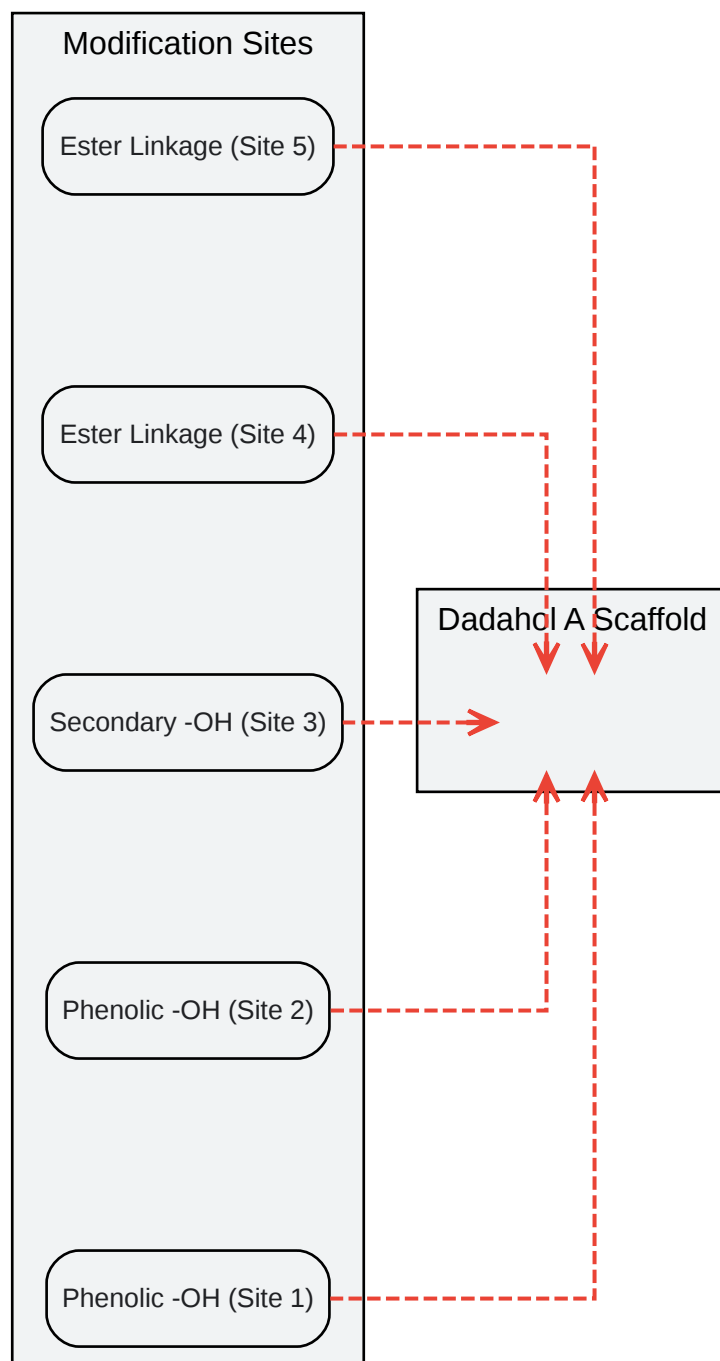 Modification Sites
Ester Linkage (Site 5)
Ester Linkage (Site 4)
Dadahol A Scaffold
Secondary -OH (Site 3)
Phenolic -OH (Site 2)
Phenolic -OH (Site 1)